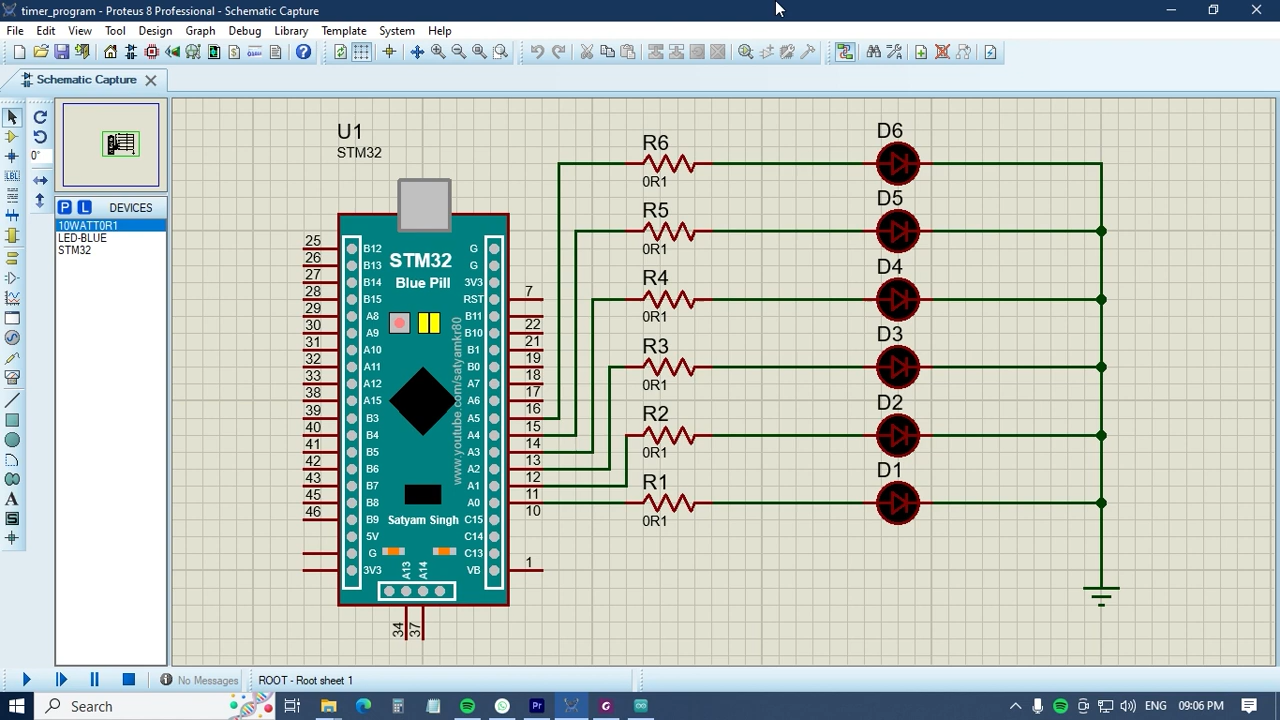 timer_program - Proteus 8 Professional - Schematic Capture
File Edit View Tool Design Graph Debug Library Template System Help
Schematic Capture
0°
P L DEVICES
10WATT0R1
LED-BLUE
STM32
U1
STM32
STM32
Blue Pill
www.youtube.com/satyamkr80
Satyam Singh
25 B12
26 B13
27 B14
28 B15
29 A8
30 A9
31 A10
32 A11
33 A12
38 A15
39 B3
40 B4
41 B5
42 B6
43 B7
45 B8
46 B9
5V
G
3V3
G
G
3V3
RST 7
B11
B10 22
B1 21
B0 19
A7 18
A6 17
A5 16
A4 15
A3 14
A2 13
A1 12
A0 11
C15 10
C14
C13
VB 1
A13 A14
34 37
R6
0R1
D6
R5
0R1
D5
R4
0R1
D4
R3
0R1
D3
R2
0R1
D2
R1
0R1
D1
No Messages
ROOT - Root sheet 1
Search
ENG
09:06 PM